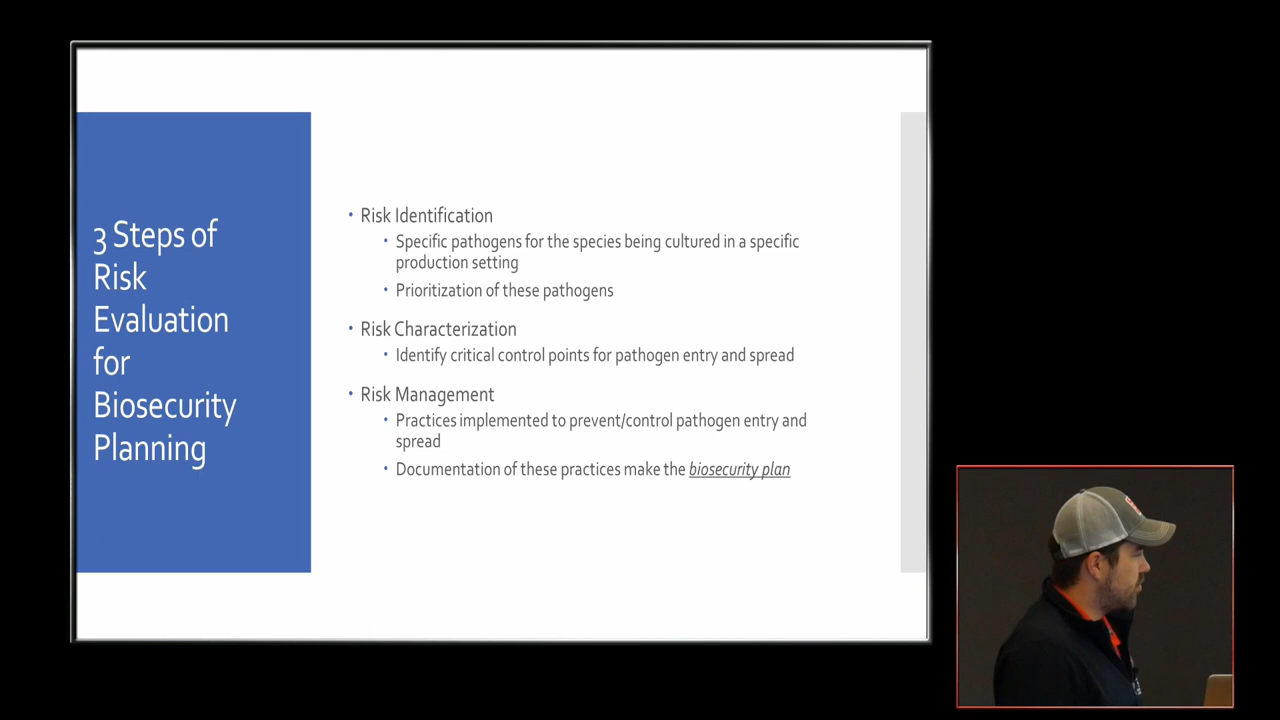 3 Steps of
Risk
Evaluation
for
Biosecurity
Planning
• Risk Identification
• Specific pathogens for the species being cultured in a specific
production setting
• Prioritization of these pathogens
• Risk Characterization
• Identify critical control points for pathogen entry and spread
• Risk Management
• Practices implemented to prevent/control pathogen entry and
spread
• Documentation of these practices make the biosecurity plan